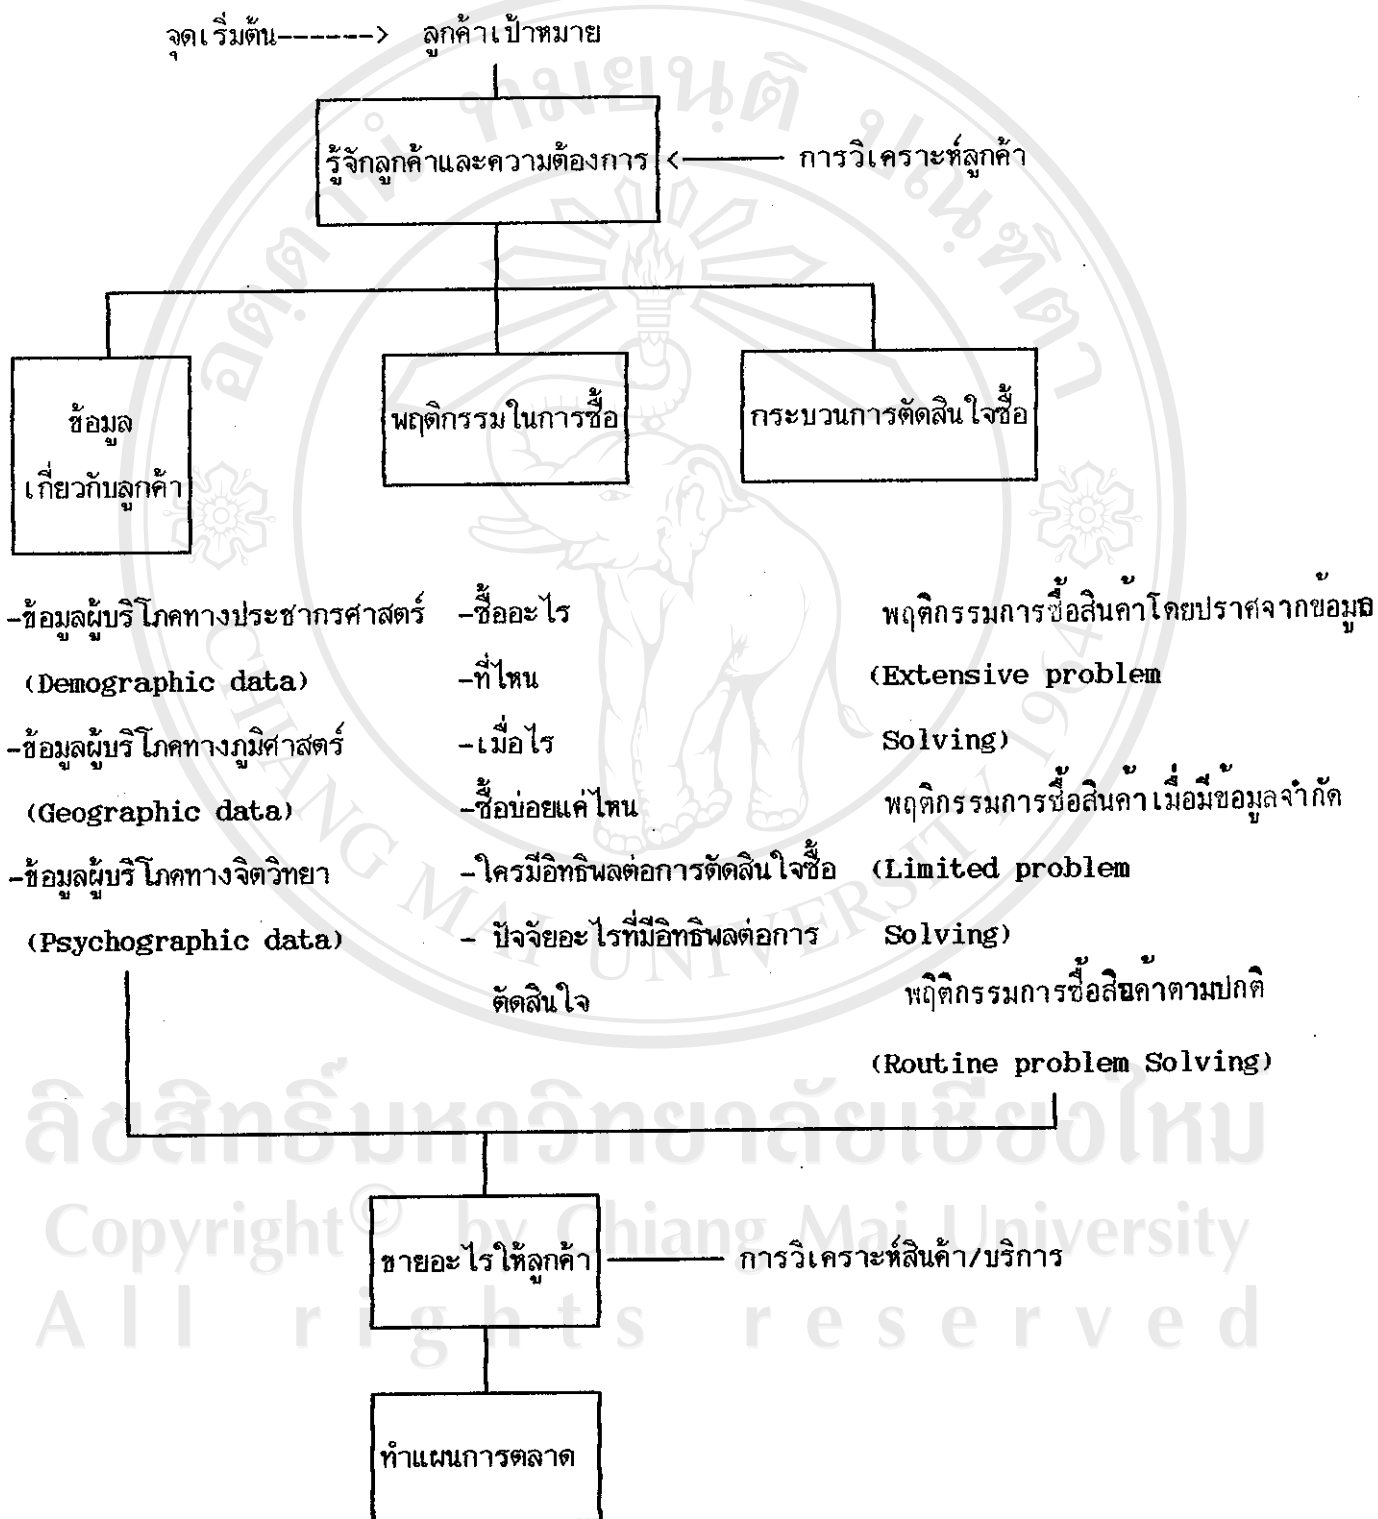 จุดเริ่มต้น------> ลูกค้าเป้าหมาย
รู้จักลูกค้าและความต้องการ <——— การวิเคราะห์ลูกค้า
ข้อมูล
เกี่ยวกับลูกค้า
พฤติกรรมในการซื้อ
กระบวนการตัดสินใจซื้อ
-ข้อมูลผู้บริโภคทางประชากรศาสตร์
(Demographic data)
-ข้อมูลผู้บริโภคทางภูมิศาสตร์
(Geographic data)
-ข้อมูลผู้บริโภคทางจิตวิทยา
(Psychographic data)
-ซื้ออะไร
-ที่ไหน
-เมื่อไร
-ซื้อบ่อยแค่ไหน
-ใครมีอิทธิพลต่อการตัดสินใจซื้อ
- ปัจจัยอะไรที่มีอิทธิพลต่อการ
ตัดสินใจ
พฤติกรรมการซื้อสินค้าโดยปราศจากข้อมูล
(Extensive problem
Solving)
พฤติกรรมการซื้อสินค้าเมื่อมีข้อมูลจำกัด
(Limited problem
Solving)
พฤติกรรมการซื้อสินค้าตามปกติ
(Routine problem Solving)
ขายอะไรให้ลูกค้า ——— การวิเคราะห์สินค้า/บริการ
ทำแผนการตลาด
อตฺตานํ ทมยนฺติ ปณฺฑิตา
CHIANG MAI UNIVERSITY 1964
ลิขสิทธิ์มหาวิทยาลัยเชียงใหม่
Copyright© by Chiang Mai University
All rights reserved